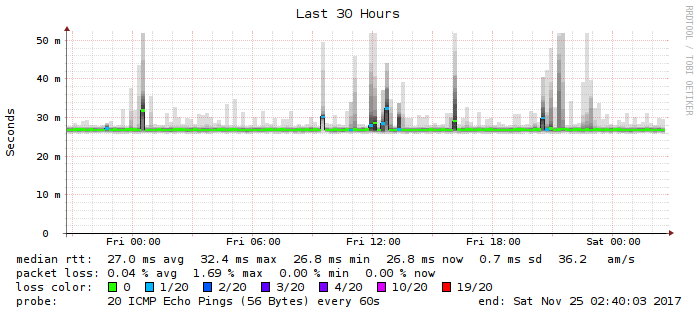 Last 30 Hours
RRDTOOL / TOBI OETIKER
Seconds
50 m
40 m
30 m
20 m
10 m
0
Fri 00:00 Fri 06:00 Fri 12:00 Fri 18:00 Sat 00:00
median rtt: 27.0 ms avg 32.4 ms max 26.8 ms min 26.8 ms now 0.7 ms sd 36.2 am/s
packet loss: 0.04 % avg 1.69 % max 0.00 % min 0.00 % now
loss color: 0 1/20 2/20 3/20 4/20 10/20 19/20
probe: 20 ICMP Echo Pings (56 Bytes) every 60s end: Sat Nov 25 02:40:03 2017